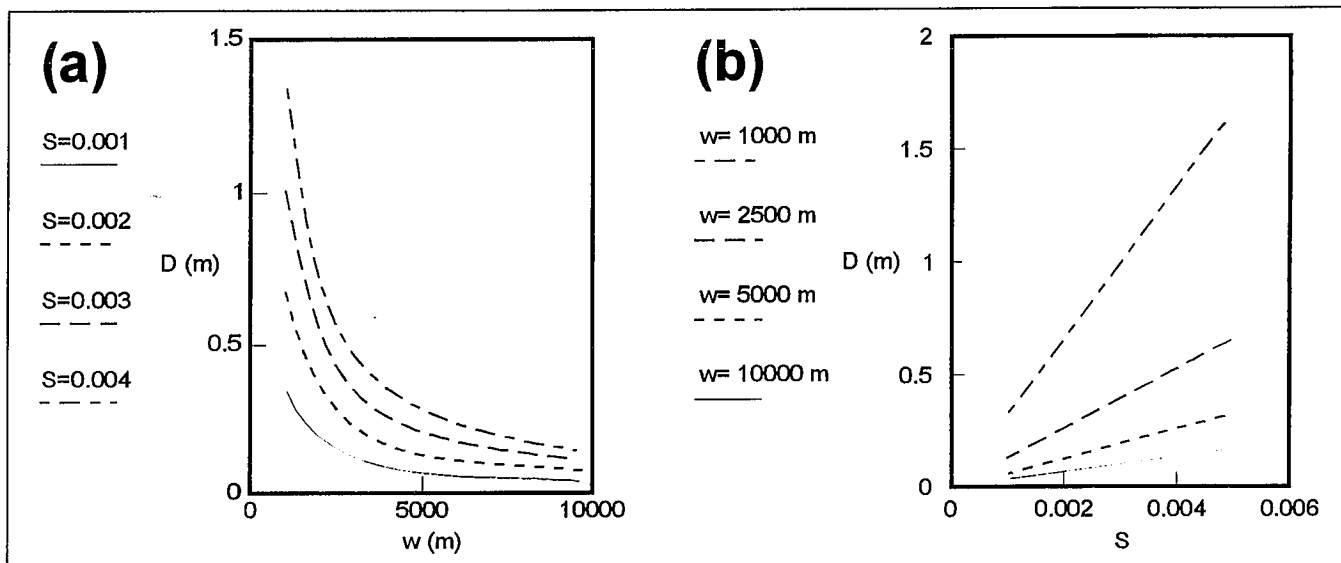 (a)
S=0.001
S=0.002
S=0.003
S=0.004
1.5
1
D (m)
0.5
0
0
5000
10000
w (m)
(b)
w= 1000 m
w= 2500 m
w= 5000 m
w= 10000 m
2
1.5
D (m)
1
0.5
0
0
0.002
0.004
0.006
S